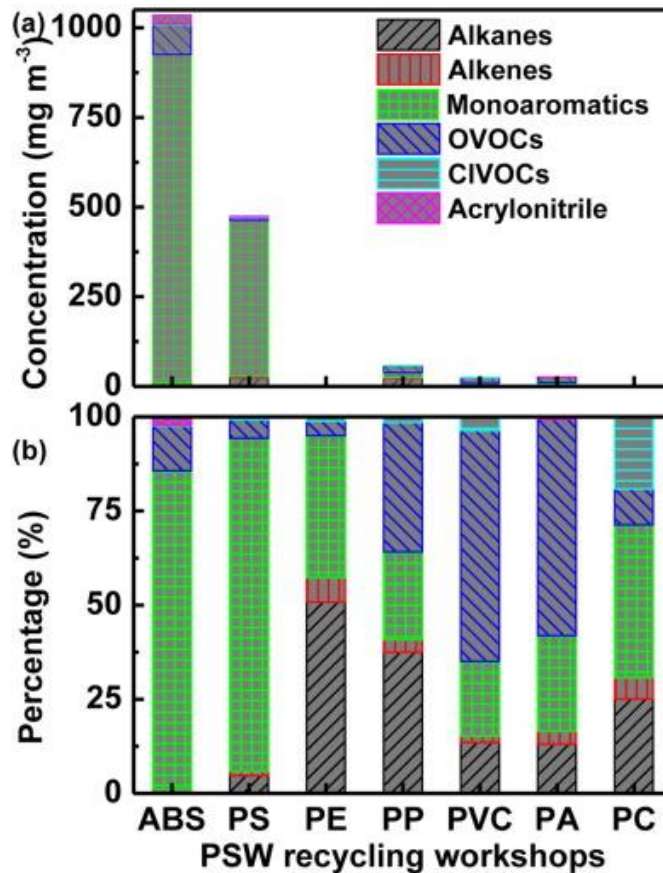 (a)
1000
750
500
250
0
Concentration (mg m⁻³)
Alkanes
Alkenes
Monoaromatics
OVOCs
ClVOCs
Acrylonitrile
(b)
100
75
50
25
0
Percentage (%)
ABS PS PE PP PVC PA PC
PSW recycling workshops